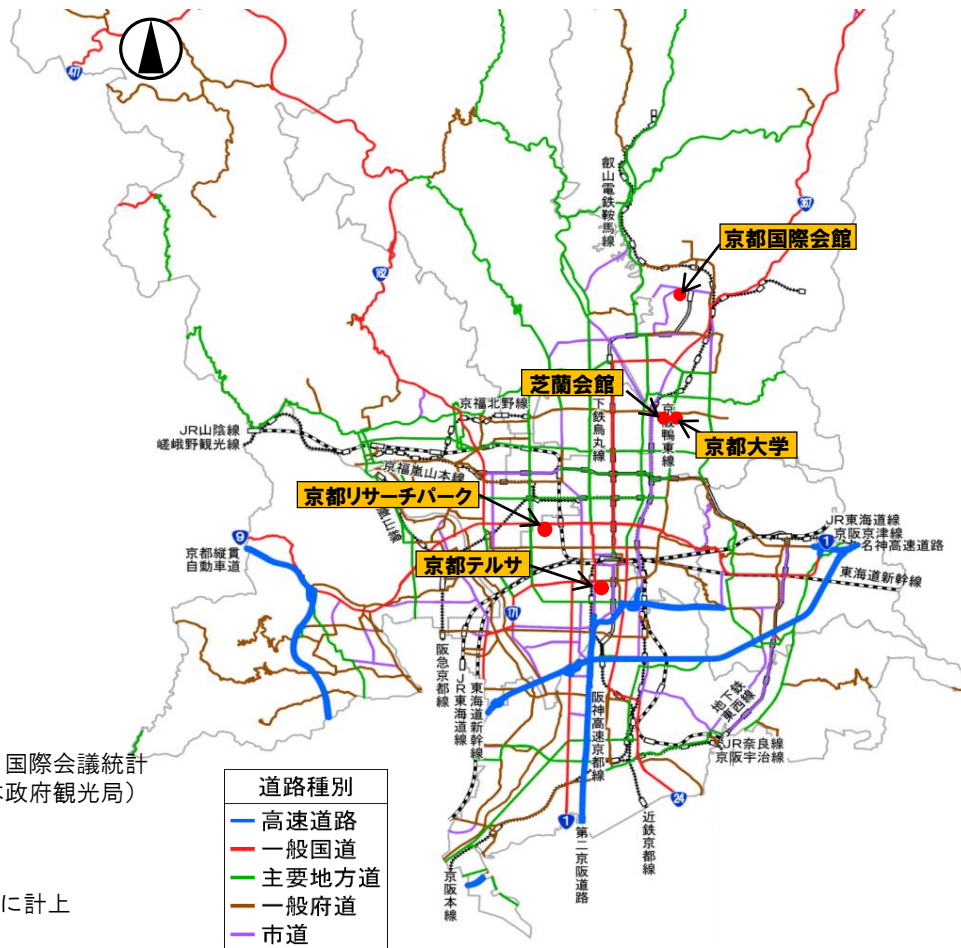 477
叡山電鉄鞍馬線
367
京都国際会館
162
芝蘭会館
京福北野線
下鉄烏丸線
京阪鴨東線
JR山陰線
嵯峨野観光線
京都大学
京福嵐山本線
嵐山線
京都リサーチパーク
JR東海道線
京阪京津線
1
名神高速道路
9
京都縦貫
自動車道
京都テルサ
東海道新幹線
171
阪急京都線
JR東海道線
東海道新幹線
阪神高速京都線
地下鉄
東西線
JR奈良線
京阪宇治線
国際会議統計
本政府観光局）
24
1
第二京阪道路
近鉄京都線
京阪本線
に計上
道路種別
高速道路
一般国道
主要地方道
一般府道
市道